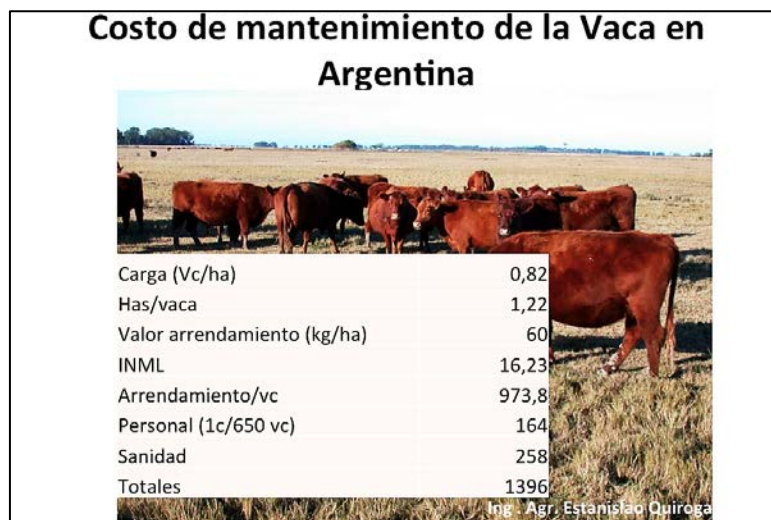 Costo de mantenimiento de la Vaca en
Argentina
Carga (Vc/ha) 0,82
Has/vaca 1,22
Valor arrendamiento (kg/ha) 60
INML 16,23
Arrendamiento/vc 973,8
Personal (1c/650 vc) 164
Sanidad 258
Totales 1396
Ing . Agr. Estanislao Quiroga